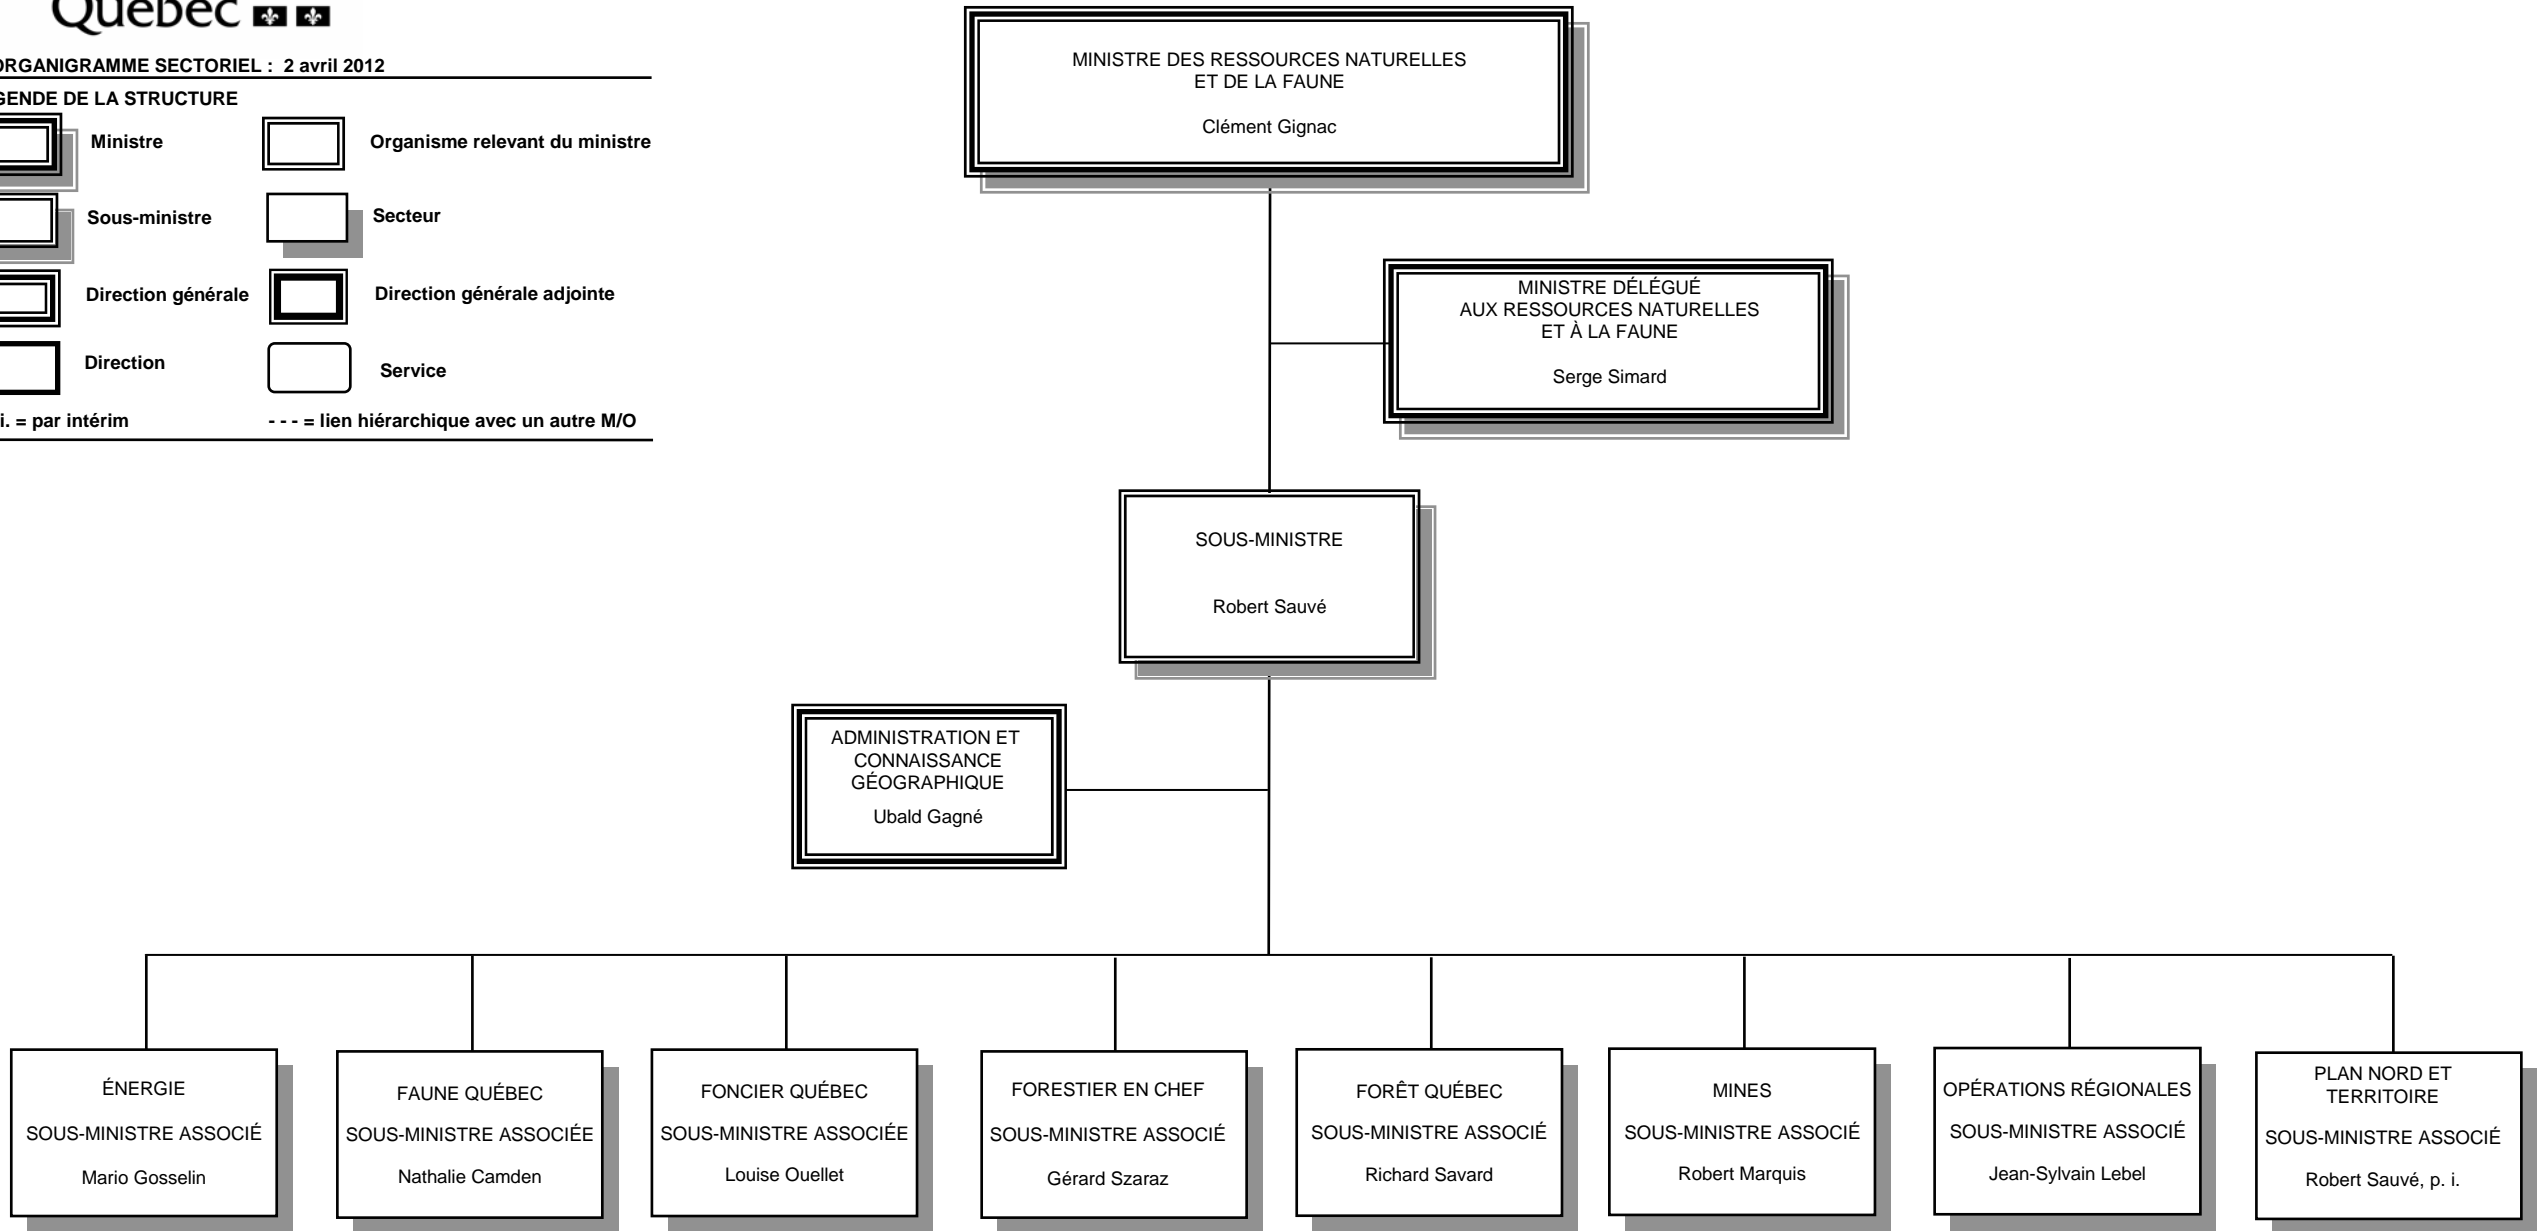 Québec
ORGANIGRAMME SECTORIEL : 2 avril 2012
GENDE DE LA STRUCTURE
Ministre
Organisme relevant du ministre
Sous-ministre
Secteur
Direction générale
Direction générale adjointe
Direction
Service
i. = par intérim
- - - = lien hiérarchique avec un autre M/O
MINISTRE DES RESSOURCES NATURELLES
ET DE LA FAUNE
Clément Gignac
MINISTRE DÉLÉGUÉ
AUX RESSOURCES NATURELLES
ET À LA FAUNE
Serge Simard
SOUS-MINISTRE
Robert Sauvé
ADMINISTRATION ET
CONNAISSANCE
GÉOGRAPHIQUE
Ubald Gagné
ÉNERGIE
SOUS-MINISTRE ASSOCIÉ
Mario Gosselin
FAUNE QUÉBEC
SOUS-MINISTRE ASSOCIÉE
Nathalie Camden
FONCIER QUÉBEC
SOUS-MINISTRE ASSOCIÉE
Louise Ouellet
FORESTIER EN CHEF
SOUS-MINISTRE ASSOCIÉ
Gérard Szaraz
FORÊT QUÉBEC
SOUS-MINISTRE ASSOCIÉ
Richard Savard
MINES
SOUS-MINISTRE ASSOCIÉ
Robert Marquis
OPÉRATIONS RÉGIONALES
SOUS-MINISTRE ASSOCIÉ
Jean-Sylvain Lebel
PLAN NORD ET
TERRITOIRE
SOUS-MINISTRE ASSOCIÉ
Robert Sauvé, p. i.